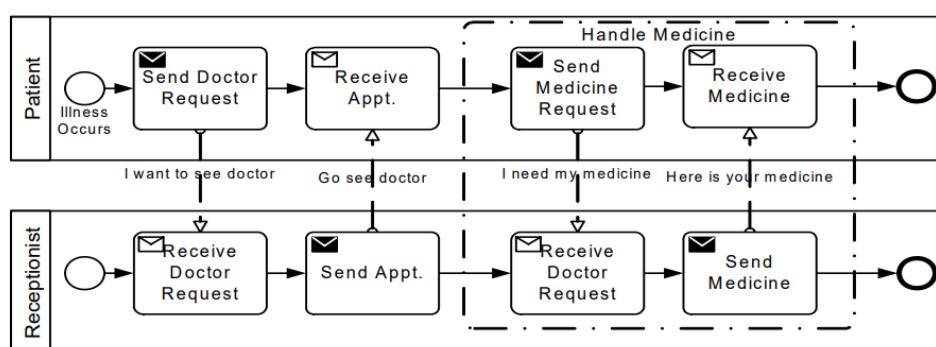 Handle Medicine
Patient
Illness
Occurs
Send Doctor
Request
Receive
Appt.
Send
Medicine
Request
Receive
Medicine
I want to see doctor
Go see doctor
I need my medicine
Here is your medicine
Receptionist
Receive
Doctor
Request
Send Appt.
Receive
Doctor
Request
Send
Medicine